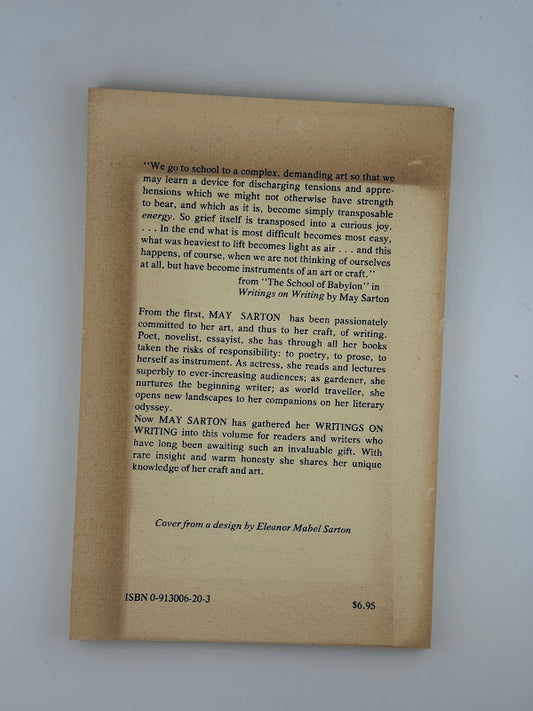 "We go to school to a complex, demanding art so that we
may learn a device for discharging tensions and appre-
hensions which we might not otherwise have strength
to bear, and which as it is, become simply transposable
energy. So grief itself is transposed into a curious joy.
. . . In the end what is most difficult becomes most easy,
what was heaviest to lift becomes light as air . . . and this
happens, of course, when we are not thinking of ourselves
at all, but have become instruments of an art or craft."
from "The School of Babylon" in
Writings on Writing by May Sarton
From the first, MAY SARTON has been passionately
committed to her art, and thus to her craft, of writing.
Poet, novelist, essayist, she has through all her books
taken the risks of responsibility: to poetry, to prose, to
herself as instrument. As actress, she reads and lectures
superbly to ever-increasing audiences; as gardener, she
nurtures the beginning writer; as world traveller, she
opens new landscapes to her companions on her literary
odyssey.
Now MAY SARTON has gathered her WRITINGS ON
WRITING into this volume for readers and writers who
have long been awaiting such an invaluable gift. With
rare insight and warm honesty she shares her unique
knowledge of her craft and art.
Cover from a design by Eleanor Mabel Sarton
ISBN 0-913006-20-3
$6.95